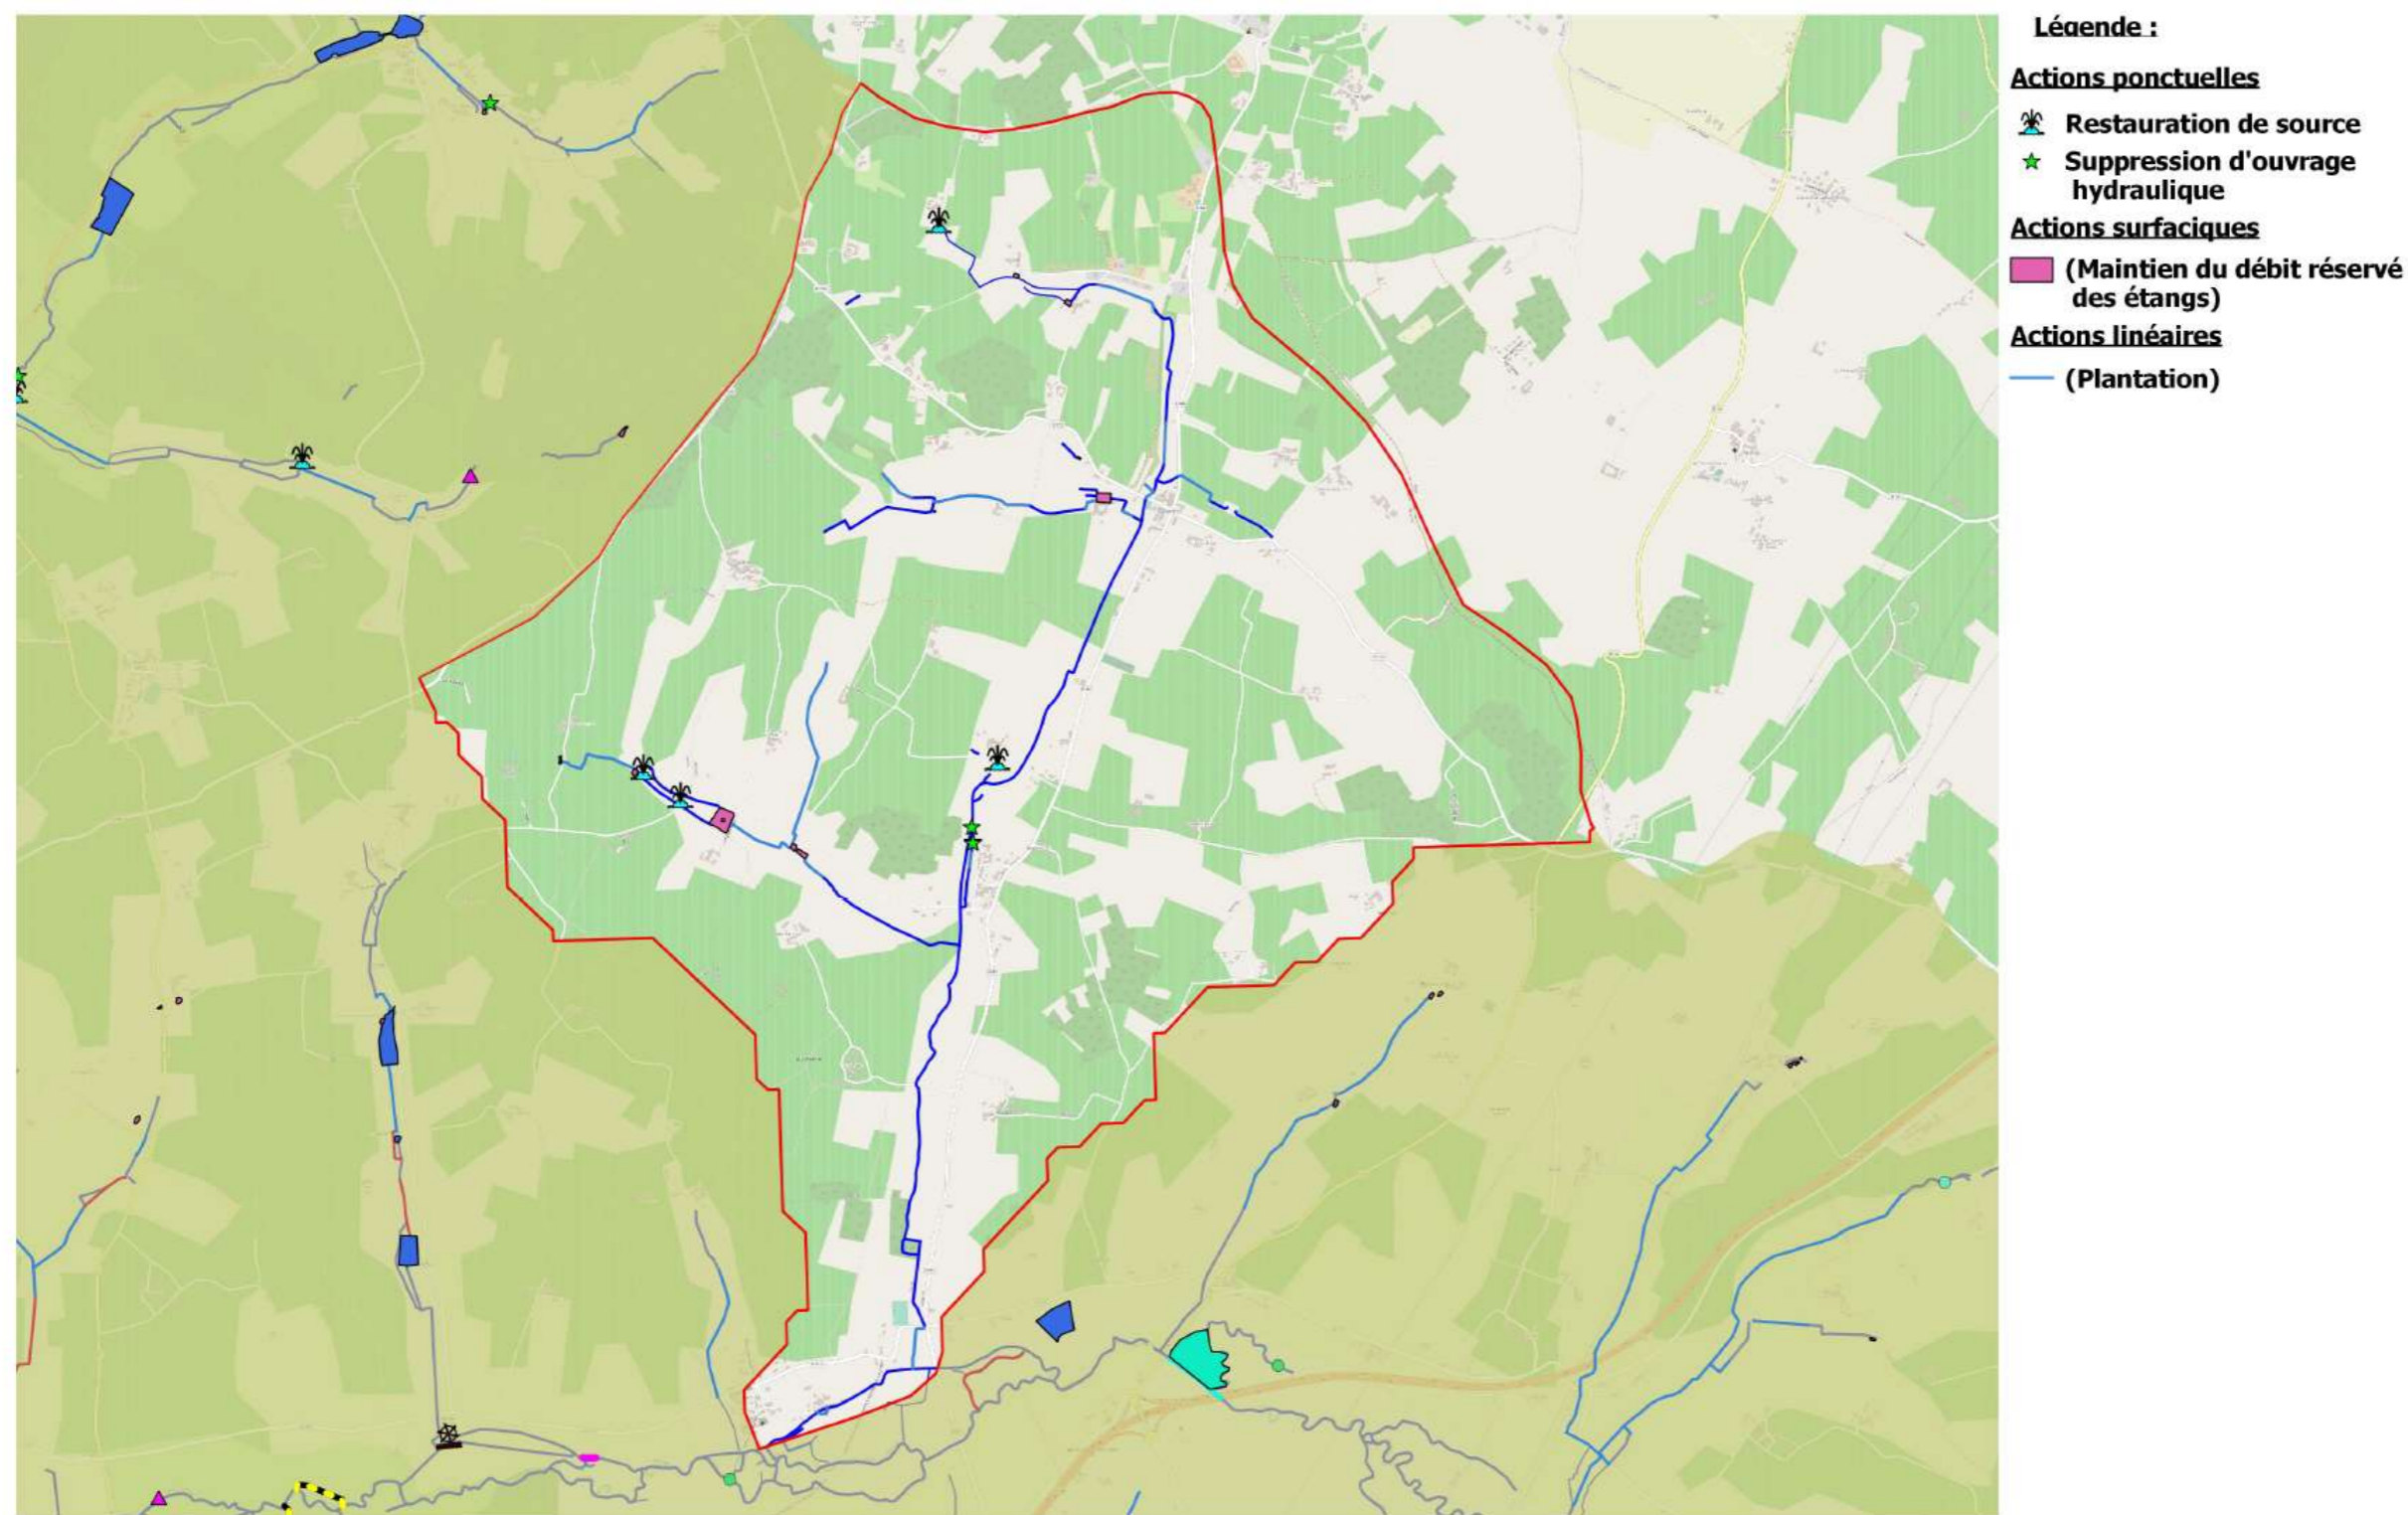 Légende :
Actions ponctuelles
Restauration de source
Suppression d'ouvrage
hydraulique
Actions surfaciques
(Maintien du débit réservé
des étangs)
Actions linéaires
(Plantation)